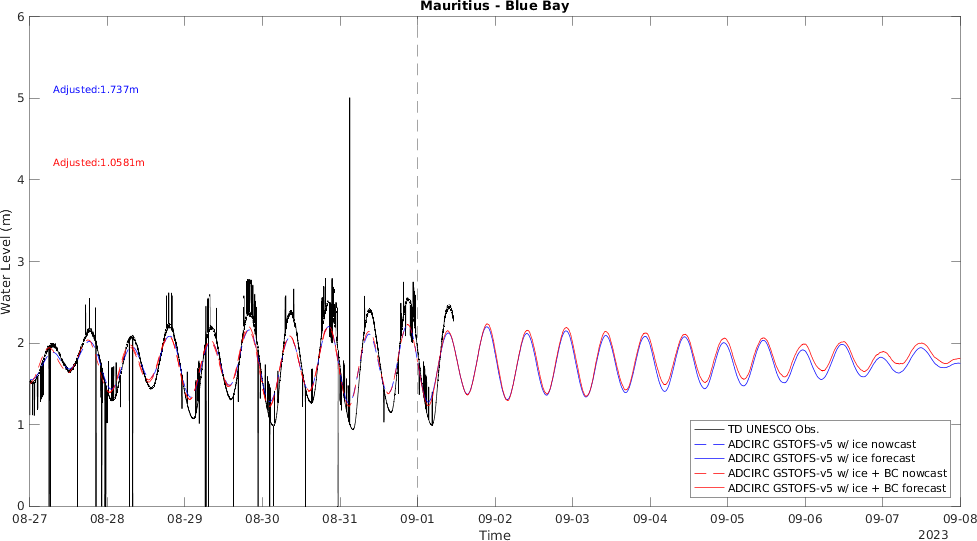 Mauritius - Blue Bay
6
5
4
3
2
1
0
Water Level (m)
Adjusted:1.737m
Adjusted:1.0581m
TD UNESCO Obs.
ADCIRC GSTOFS-v5 w/ ice nowcast
ADCIRC GSTOFS-v5 w/ ice forecast
ADCIRC GSTOFS-v5 w/ ice + BC nowcast
ADCIRC GSTOFS-v5 w/ ice + BC forecast
08-27 08-28 08-29 08-30 08-31 09-01 09-02 09-03 09-04 09-05 09-06 09-07 09-08
Time
2023